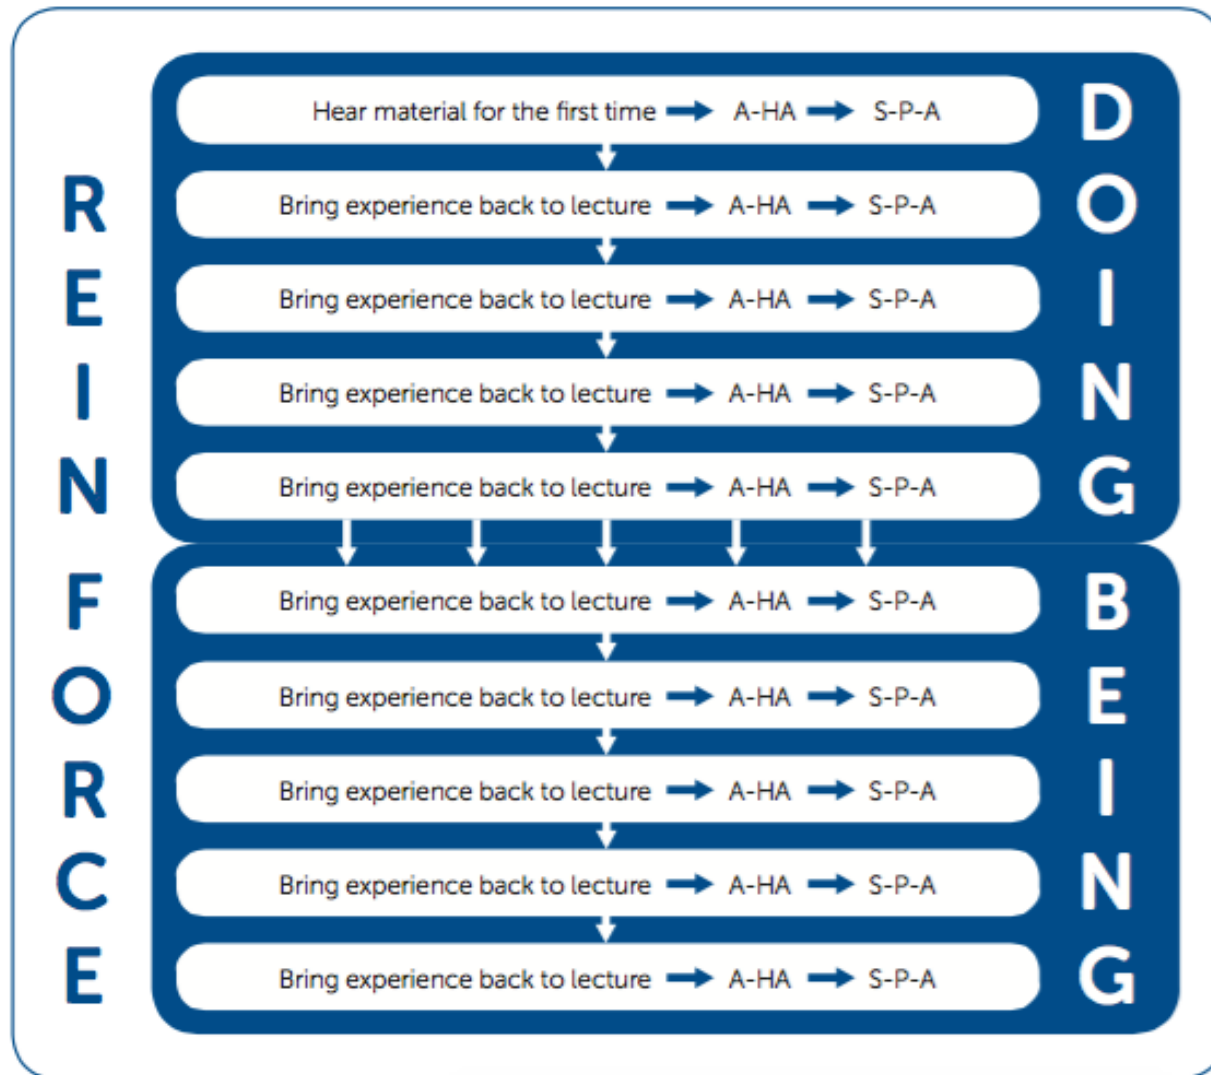 REINFORCE
DOING
Hear material for the first time A-HA S-P-A
Bring experience back to lecture A-HA S-P-A
Bring experience back to lecture A-HA S-P-A
Bring experience back to lecture A-HA S-P-A
Bring experience back to lecture A-HA S-P-A
BEING
Bring experience back to lecture A-HA S-P-A
Bring experience back to lecture A-HA S-P-A
Bring experience back to lecture A-HA S-P-A
Bring experience back to lecture A-HA S-P-A
Bring experience back to lecture A-HA S-P-A